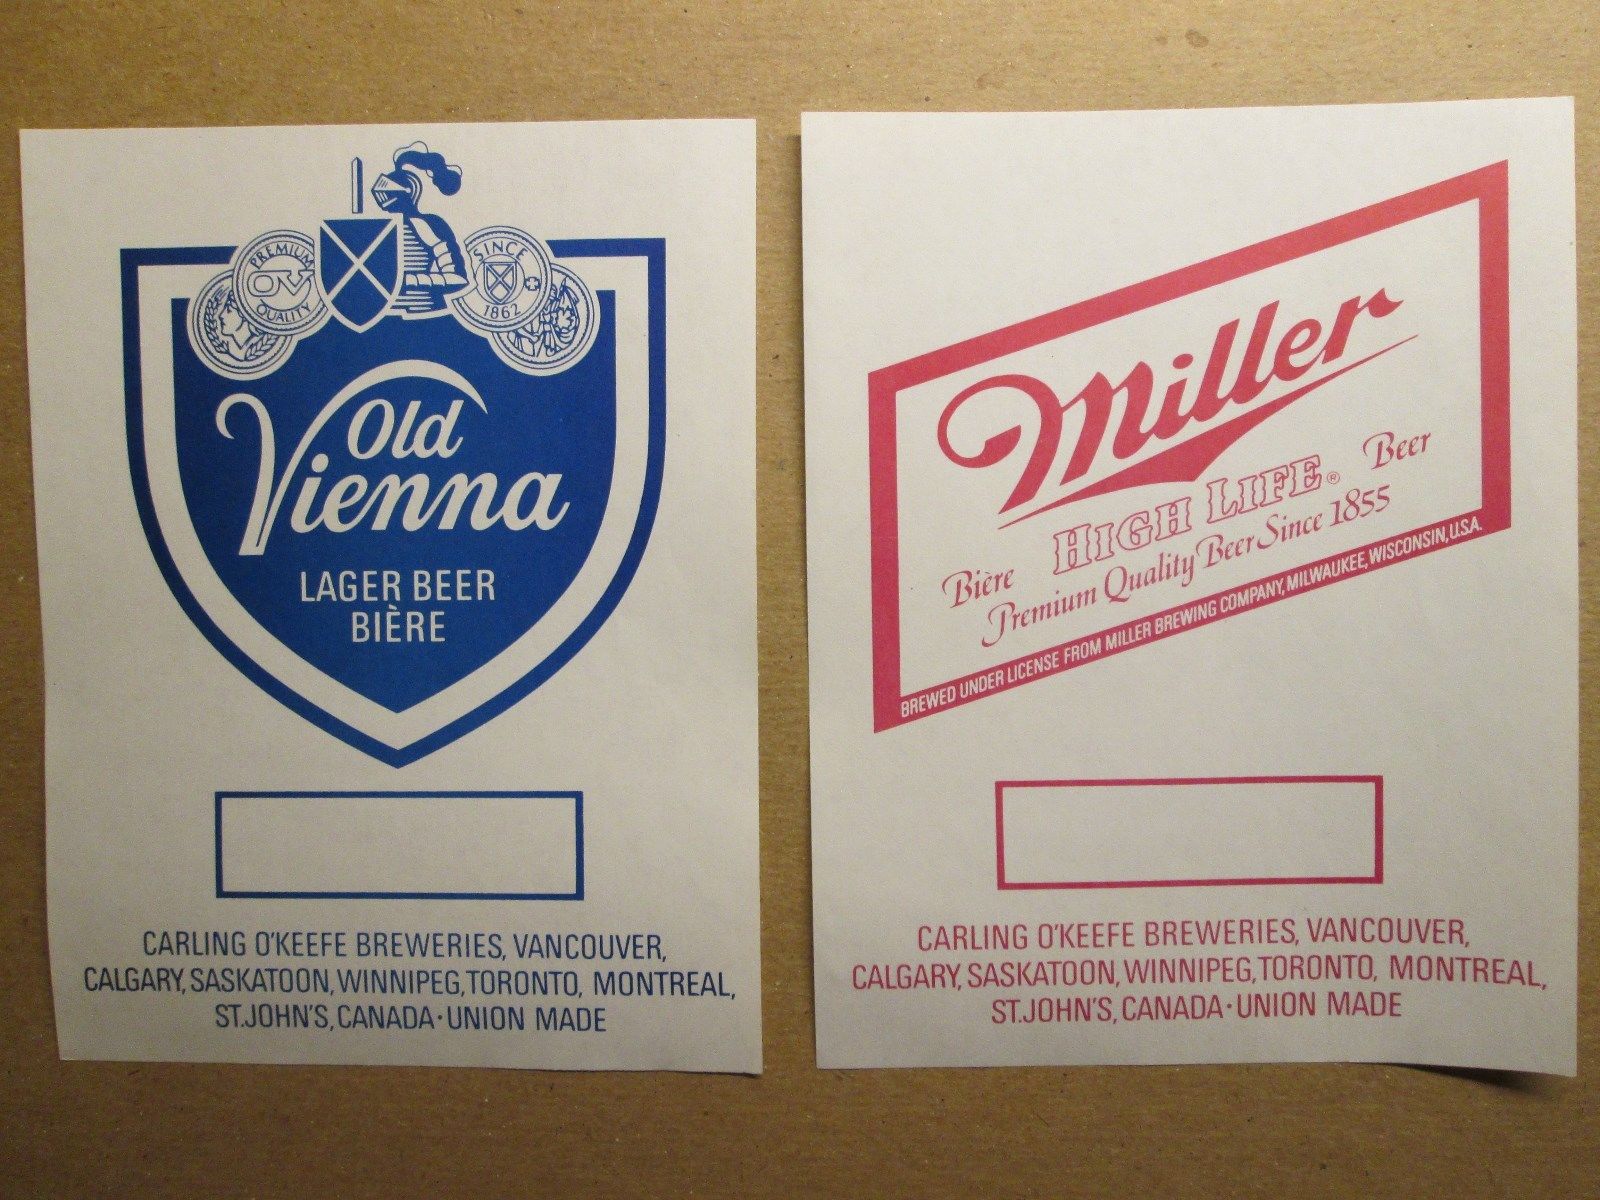 PREMIUM
OV
QUALITY
SINCE
1862
Old
Vienna
LAGER BEER
BIÈRE
CARLING O'KEEFE BREWERIES, VANCOUVER,
CALGARY, SASKATOON, WINNIPEG, TORONTO, MONTREAL,
ST. JOHN'S, CANADA · UNION MADE
Miller
HIGH LIFE® Beer
Bière
Premium Quality Beer Since 1855
BREWED UNDER LICENSE FROM MILLER BREWING COMPANY, MILWAUKEE, WISCONSIN, U.S.A.
CARLING O'KEEFE BREWERIES, VANCOUVER,
CALGARY, SASKATOON, WINNIPEG, TORONTO, MONTREAL,
ST. JOHN'S, CANADA · UNION MADE